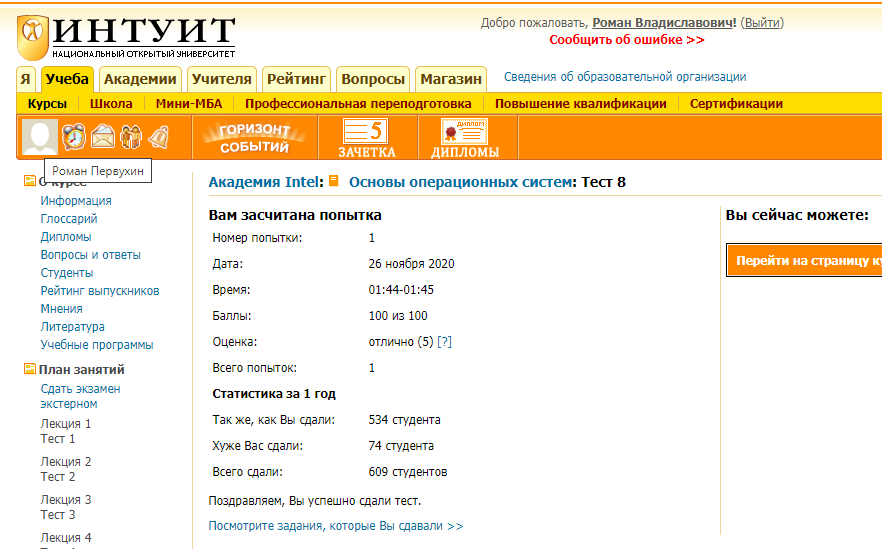 ИНТУИТ
НАЦИОНАЛЬНЫЙ ОТКРЫТЫЙ УНИВЕРСИТЕТ
Добро пожаловать, Роман Владиславович! (Выйти)
Сообщить об ошибке >>
Я Учеба Академии Учителя Рейтинг Вопросы Магазин Сведения об образовательной организации
Курсы Школа Мини-МБА Профессиональная переподготовка Повышение квалификации Сертификации
ГОРИЗОНТ СОБЫТИЙ
5
ЗАЧЕТКА
ДИПЛОМ
ДИПЛОМЫ
Роман Первухин
О курсе
Информация
Глоссарий
Дипломы
Вопросы и ответы
Студенты
Рейтинг выпускников
Мнения
Литература
Учебные программы
План занятий
Сдать экзамен
экстерном
Лекция 1
Тест 1
Лекция 2
Тест 2
Лекция 3
Тест 3
Лекция 4
Академия Intel: Основы операционных систем: Тест 8
Вам засчитана попытка
Номер попытки: 1
Дата: 26 ноября 2020
Время: 01:44-01:45
Баллы: 100 из 100
Оценка: отлично (5) [?]
Всего попыток: 1
Статистика за 1 год
Так же, как Вы сдали: 534 студента
Хуже Вас сдали: 74 студента
Всего сдали: 609 студентов
Поздравляем, Вы успешно сдали тест.
Посмотрите задания, которые Вы сдавали >>
Вы сейчас можете:
Перейти на страницу ку